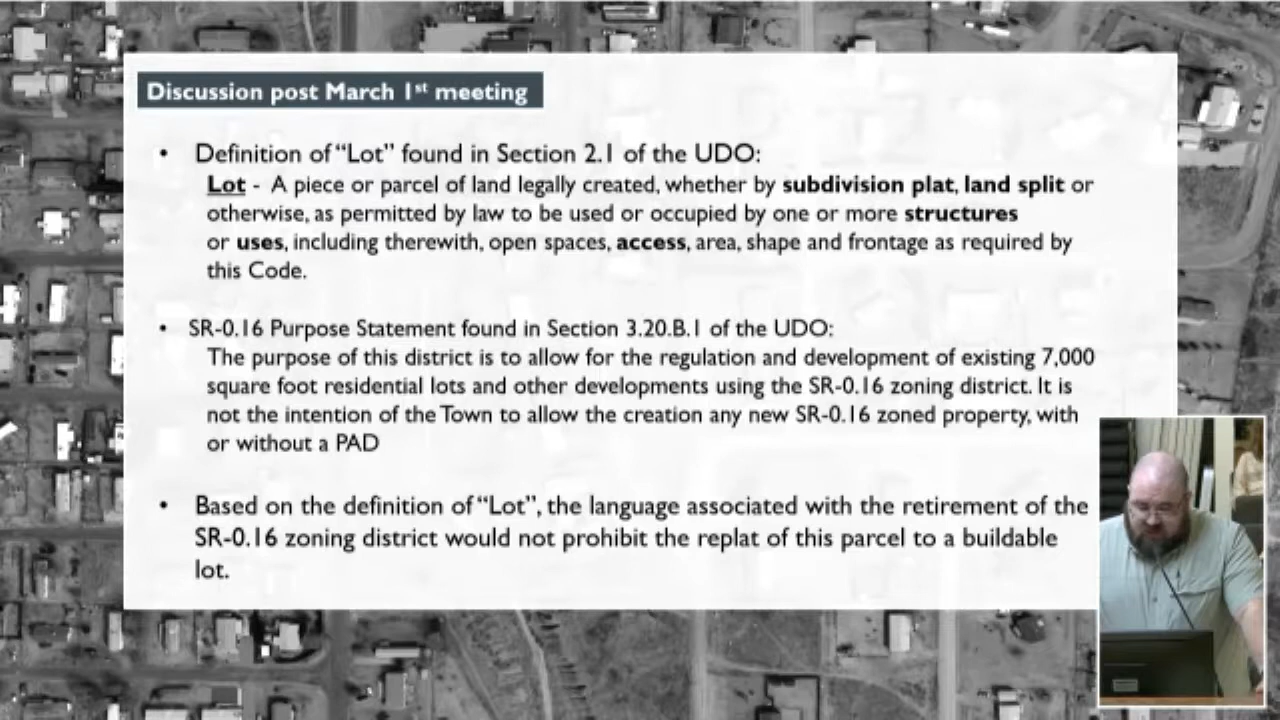 Discussion post March 1st meeting
• Definition of “Lot” found in Section 2.1 of the UDO:
Lot - A piece or parcel of land legally created, whether by subdivision plat, land split or
otherwise, as permitted by law to be used or occupied by one or more structures
or uses, including therewith, open spaces, access, area, shape and frontage as required by
this Code.
• SR-0.16 Purpose Statement found in Section 3.20.B.1 of the UDO:
The purpose of this district is to allow for the regulation and development of existing 7,000
square foot residential lots and other developments using the SR-0.16 zoning district. It is
not the intention of the Town to allow the creation any new SR-0.16 zoned property, with
or without a PAD
• Based on the definition of “Lot”, the language associated with the retirement of the
SR-0.16 zoning district would not prohibit the replat of this parcel to a buildable
lot.